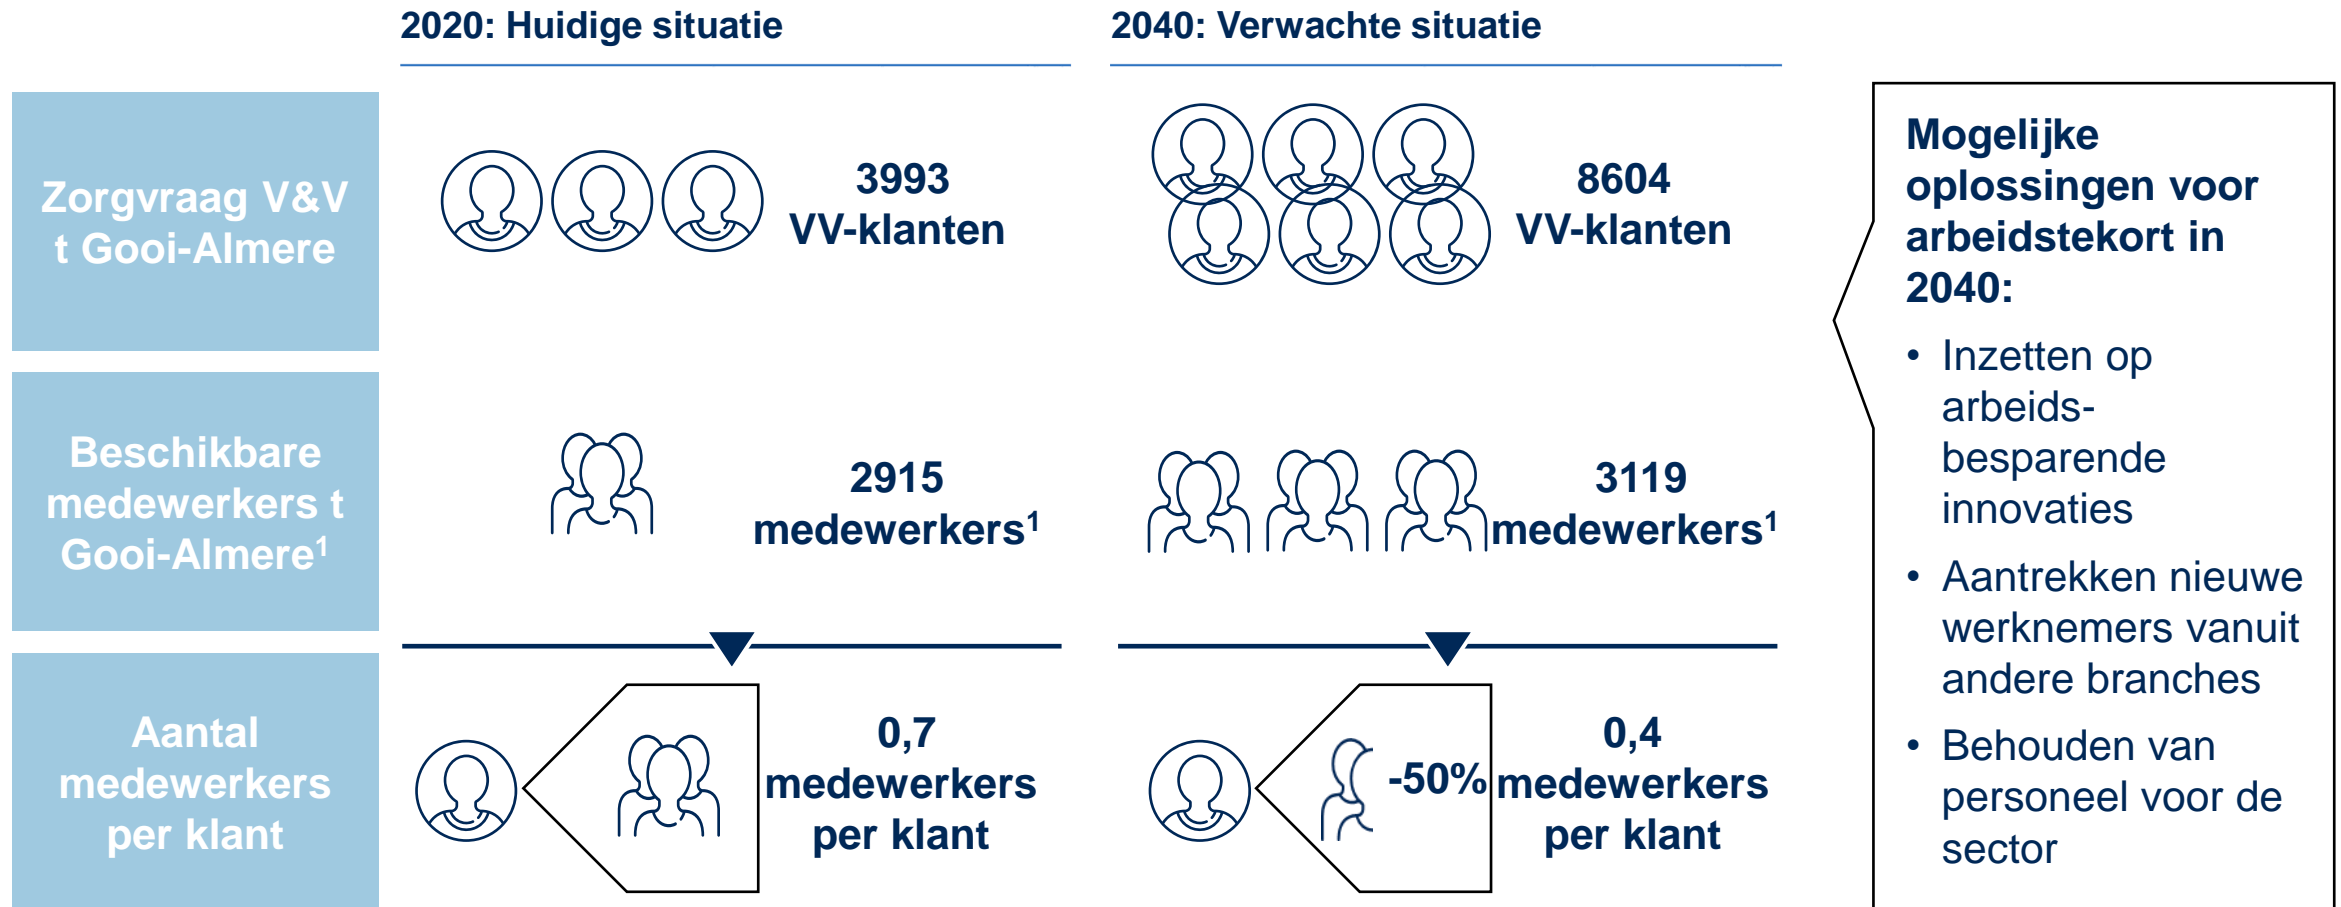 2020: Huidige situatie
2040: Verwachte situatie
Zorgvraag V&V
t Gooi-Almere
3993
VV-klanten
8604
VV-klanten
Beschikbare
medewerkers t
Gooi-Almere¹
2915
medewerkers¹
3119
medewerkers¹
Aantal
medewerkers
per klant
0,7
medewerkers
per klant
-50%
0,4
medewerkers
per klant
Mogelijke
oplossingen voor
arbeidstekort in
2040:
• Inzetten op
arbeids-
besparende
innovaties
• Aantrekken nieuwe
werknemers vanuit
andere branches
• Behouden van
personeel voor de
sector